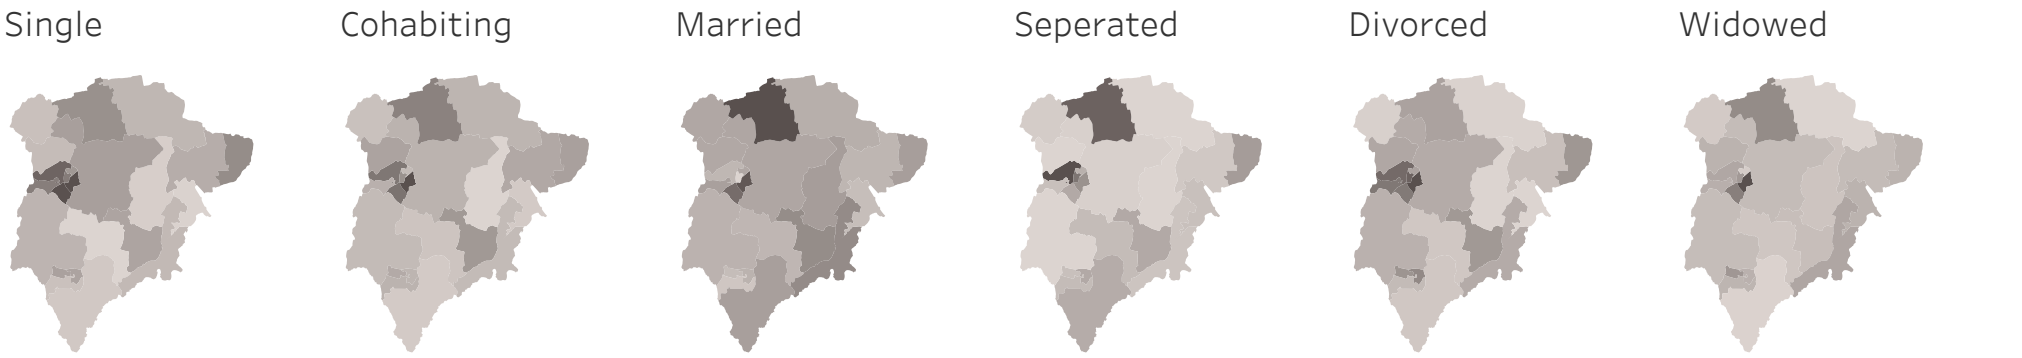 Single
Cohabiting
Married
Seperated
Divorced
Widowed